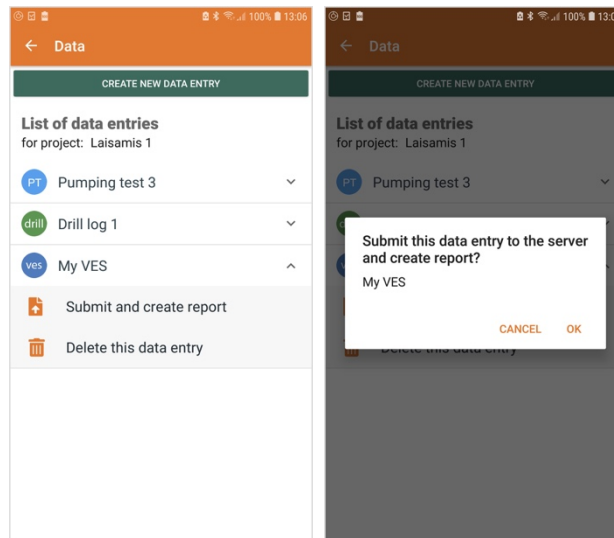 100% 13:06
Data
CREATE NEW DATA ENTRY
List of data entries
for project: Laisamis 1
PT Pumping test 3
drill Drill log 1
ves My VES
Submit and create report
Delete this data entry
100% 13:0
Data
CREATE NEW DATA ENTRY
List of data entries
for project: Laisamis 1
PT Pumping test 3
Submit this data entry to the server
and create report?
My VES
CANCEL OK
Delete this data entry